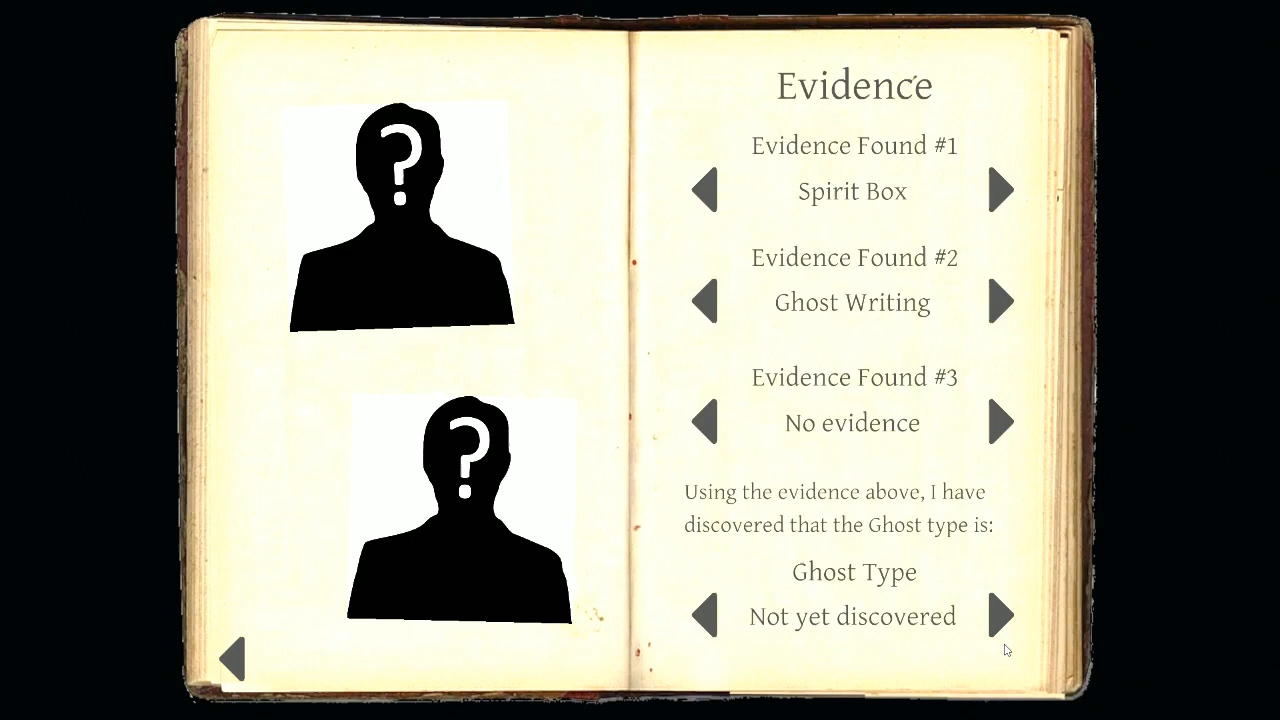 ?
?
Evidence
Evidence Found #1
Spirit Box
Evidence Found #2
Ghost Writing
Evidence Found #3
No evidence
Using the evidence above, I have
discovered that the Ghost type is:
Ghost Type
Not yet discovered